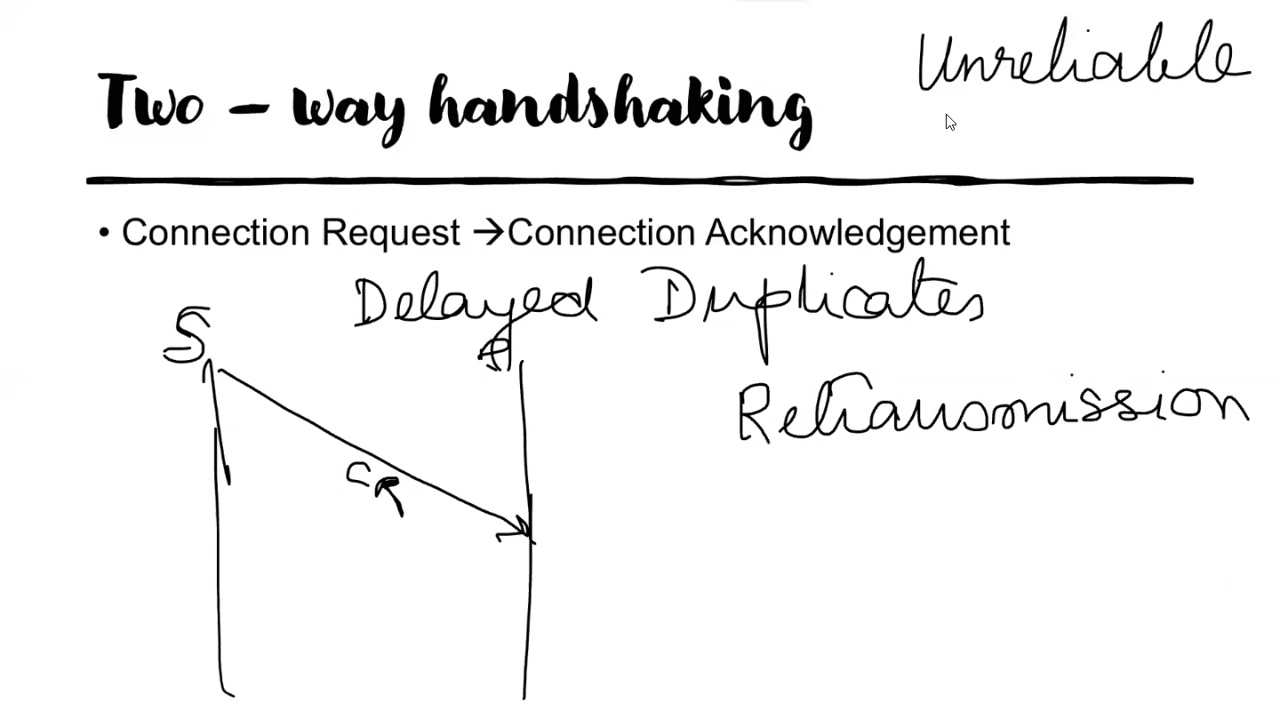 Unreliable
Two - way handshaking
• Connection Request →Connection Acknowledgement
Delayed Duplicates
S
Retransmission
CR